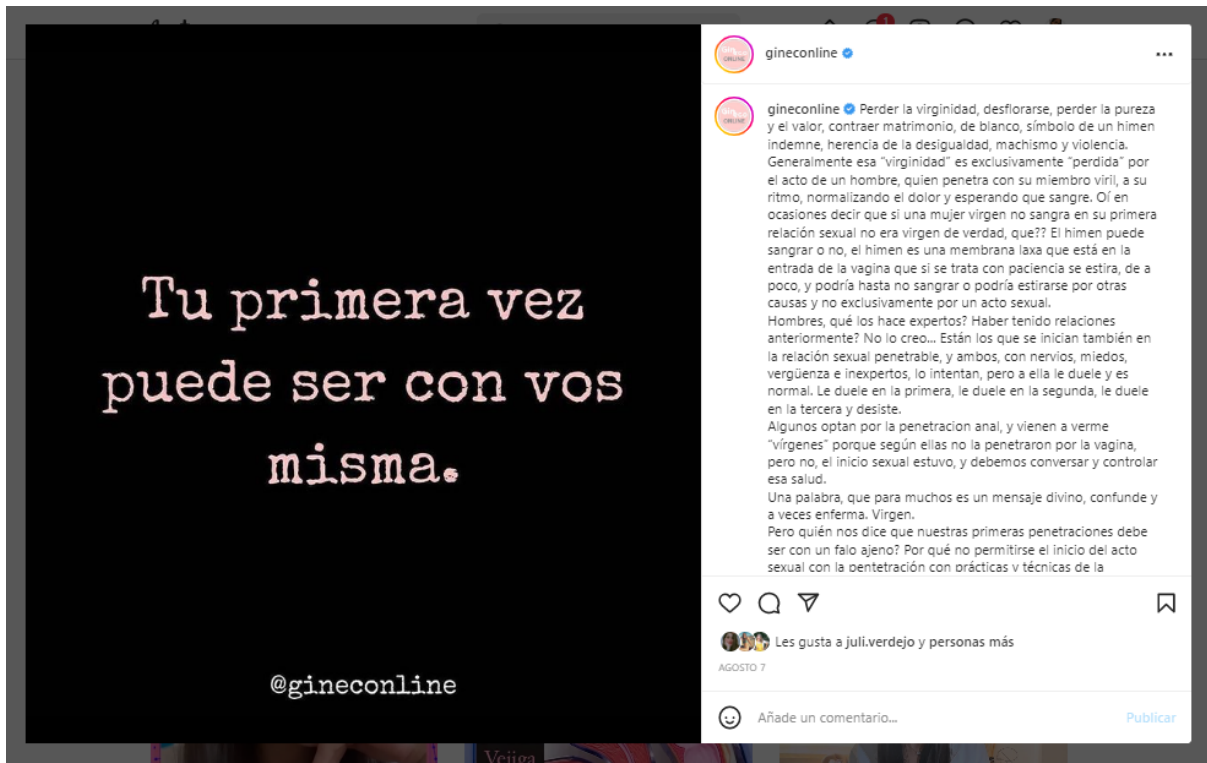 1
Tu primera vez
puede ser con vos
misma.
@gineconline
gineconline
gineconline Perder la virginidad, desflorarse, perder la pureza
y el valor, contraer matrimonio, de blanco, símbolo de un himen
indemne, herencia de la desigualdad, machismo y violencia.
Generalmente esa “virginidad” es exclusivamente “perdida” por
el acto de un hombre, quien penetra con su miembro viril, a su
ritmo, normalizando el dolor y esperando que sangre. Oí en
ocasiones decir que si una mujer virgen no sangra en su primera
relación sexual no era virgen de verdad, que?? El himen puede
sangrar o no, el himen es una membrana laxa que está en la
entrada de la vagina que si se trata con paciencia se estira, de a
poco, y podría hasta no sangrar o podría estirarse por otras
causas y no exclusivamente por un acto sexual.
Hombres, qué los hace expertos? Haber tenido relaciones
anteriormente? No lo creo... Están los que se inician también en
la relación sexual penetrable, y ambos, con nervios, miedos,
vergüenza e inexpertos, lo intentan, pero a ella le duele y es
normal. Le duele en la primera, le duele en la segunda, le duele
en la tercera y desiste.
Algunos optan por la penetracion anal, y vienen a verme
“vírgenes” porque según ellas no la penetraron por la vagina,
pero no, el inicio sexual estuvo, y debemos conversar y controlar
esa salud.
Una palabra, que para muchos es un mensaje divino, confunde y
a veces enferma. Virgen.
Pero quién nos dice que nuestras primeras penetraciones debe
ser con un falo ajeno? Por qué no permitirse el inicio del acto
sexual con la pentetración con prácticas y técnicas de la
Les gusta a juli.verdejo y personas más
AGOSTO 7
Añade un comentario...
Publicar
Vejiga